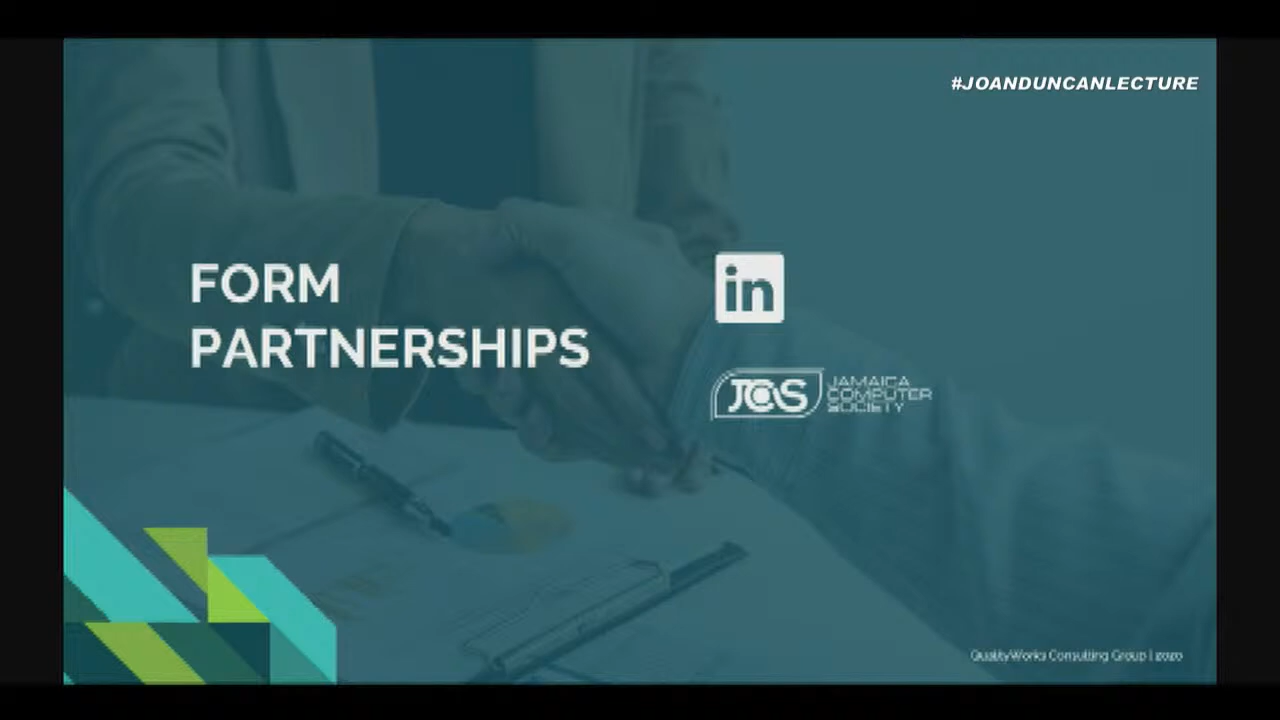 #JOANDUNCANLECTURE
FORM
PARTNERSHIPS
in
JCS
JAMAICA
COMPUTER
SOCIETY
QualityWorks Consulting Group | 2020